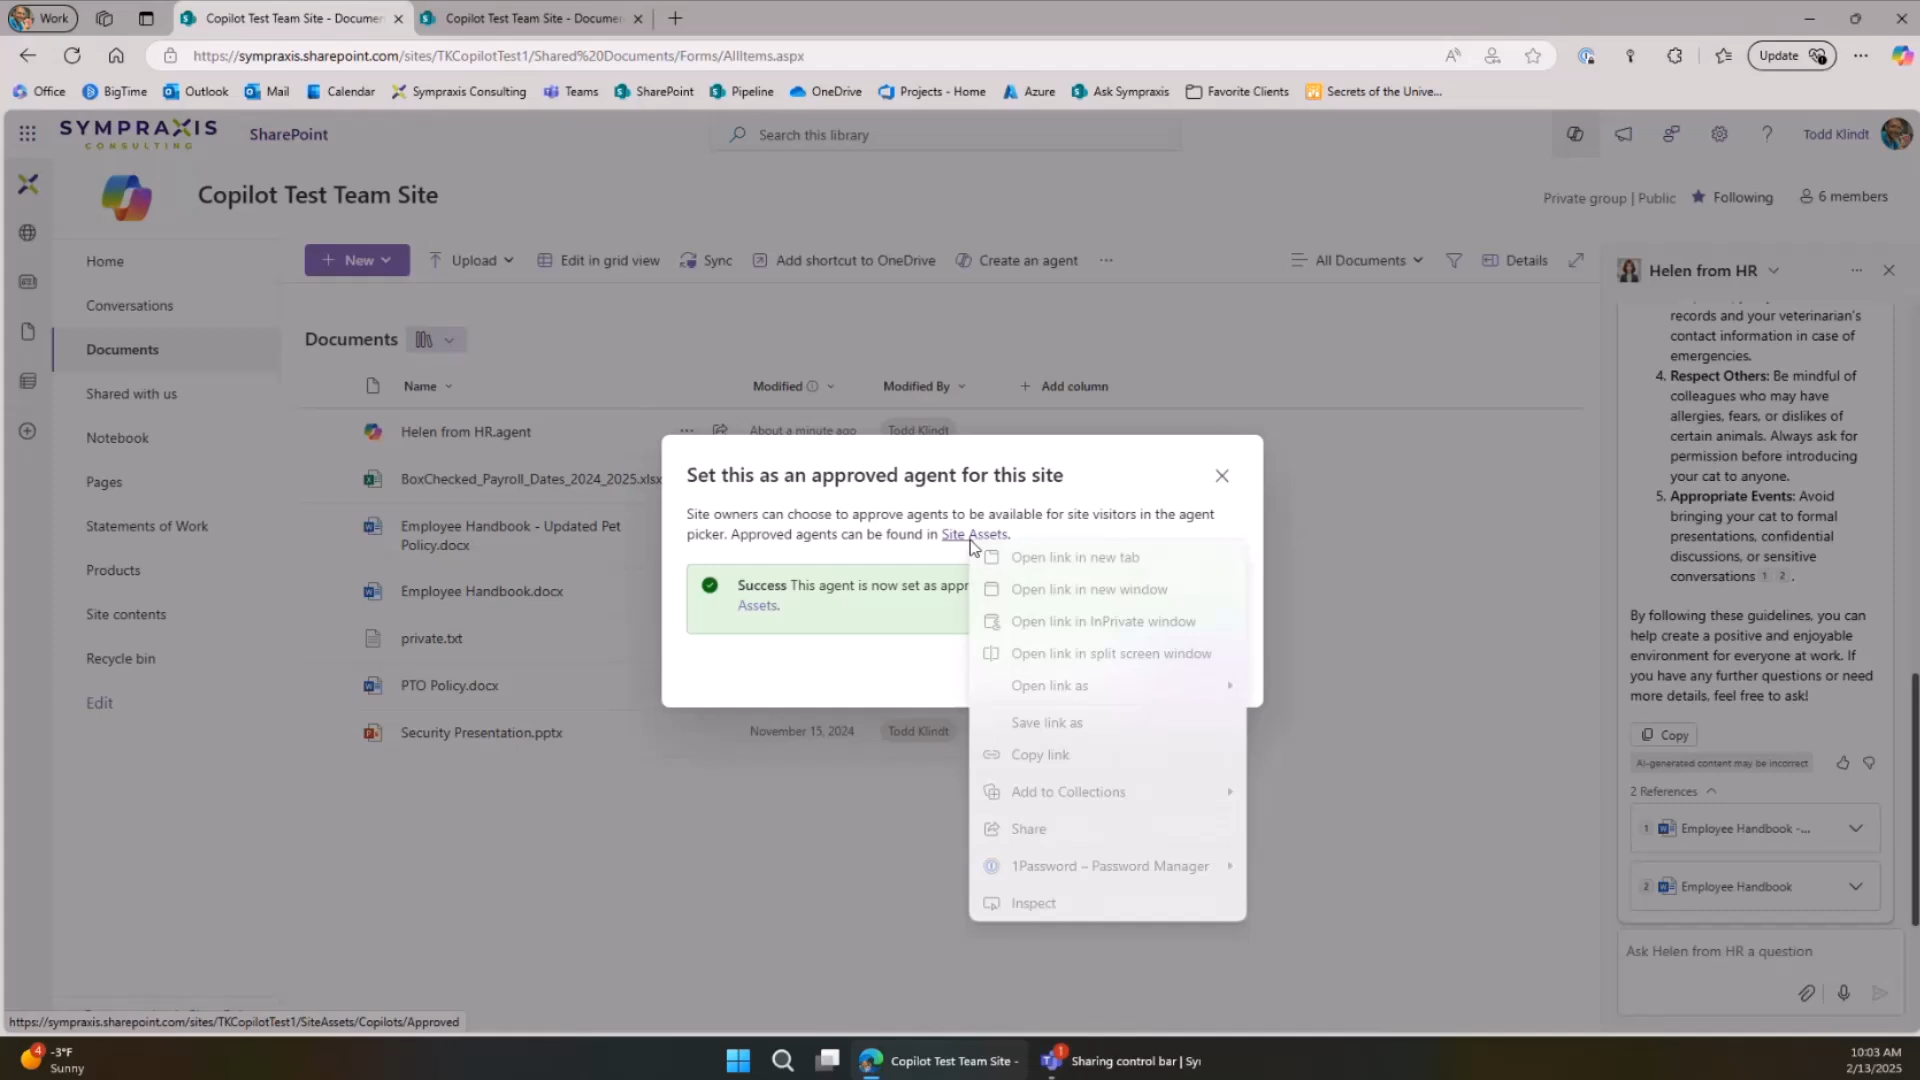 Work
Copilot Test Team Site - Documen
Copilot Test Team Site - Documen
https://sympraxis.sharepoint.com/sites/TKCopilotTest1/Shared%20Documents/Forms/AllItems.aspx
Update
Office
BigTime
Outlook
Mail
Calendar
Sympraxis Consulting
Teams
SharePoint
Pipeline
OneDrive
Projects - Home
Azure
Ask Sympraxis
Favorite Clients
Secrets of the Unive...
SYMPRAXIS
CONSULTING
SharePoint
Search this library
Todd Klindt
Copilot Test Team Site
Private group | Public
Following
6 members
Home
Conversations
Documents
Shared with us
Notebook
Pages
Statements of Work
Products
Site contents
Recycle bin
Edit
New
Upload
Edit in grid view
Sync
Add shortcut to OneDrive
Create an agent
...
All Documents
Details
Documents
Name
Modified
Modified By
Add column
Helen from HR.agent
About a minute ago
Todd Klindt
BoxChecked_Payroll_Dates_2024_2025.xlsx
Employee Handbook - Updated Pet
Policy.docx
Employee Handbook.docx
private.txt
PTO Policy.docx
Security Presentation.pptx
November 15, 2024
Todd Klindt
Set this as an approved agent for this site
Site owners can choose to approve agents to be available for site visitors in the agent
picker. Approved agents can be found in Site Assets.
Success This agent is now set as appr
Assets.
Open link in new tab
Open link in new window
Open link in InPrivate window
Open link in split screen window
Open link as
Save link as
Copy link
Add to Collections
Share
1Password – Password Manager
Inspect
Helen from HR
records and your veterinarian's
contact information in case of
emergencies.
4. Respect Others: Be mindful of
colleagues who may have
allergies, fears, or dislikes of
certain animals. Always ask for
permission before introducing
your cat to anyone.
5. Appropriate Events: Avoid
bringing your cat to formal
presentations, confidential
discussions, or sensitive
conversations 1 2 .
By following these guidelines, you can
help create a positive and enjoyable
environment for everyone at work. If
you have any further questions or need
more details, feel free to ask!
Copy
AI-generated content may be incorrect
2 References
1 Employee Handbook -...
2 Employee Handbook
Ask Helen from HR a question
https://sympraxis.sharepoint.com/sites/TKCopilotTest1/SiteAssets/Copilots/Approved
4
-3°F
Sunny
Copilot Test Team Site -
1
Sharing control bar | Syr
10:03 AM
2/13/2025